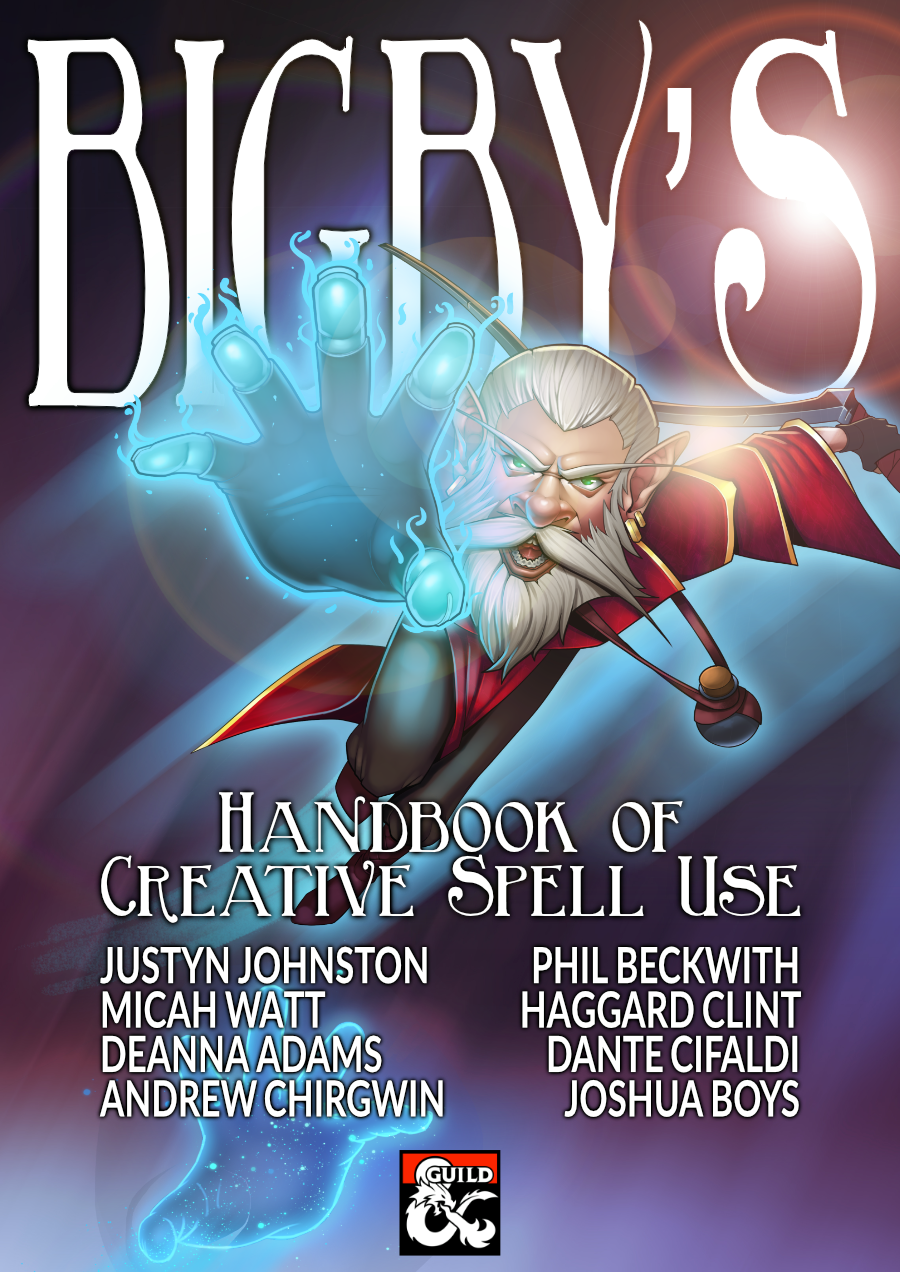 BIGBY'S
HANDBOOK OF
CREATIVE SPELL USE
JUSTYN JOHNSTON
MICAH WATT
DEANNA ADAMS
ANDREW CHIRGWIN
PHIL BECKWITH
HAGGARD CLINT
DANTE CIFALDI
JOSHUA BOYS
GUILD